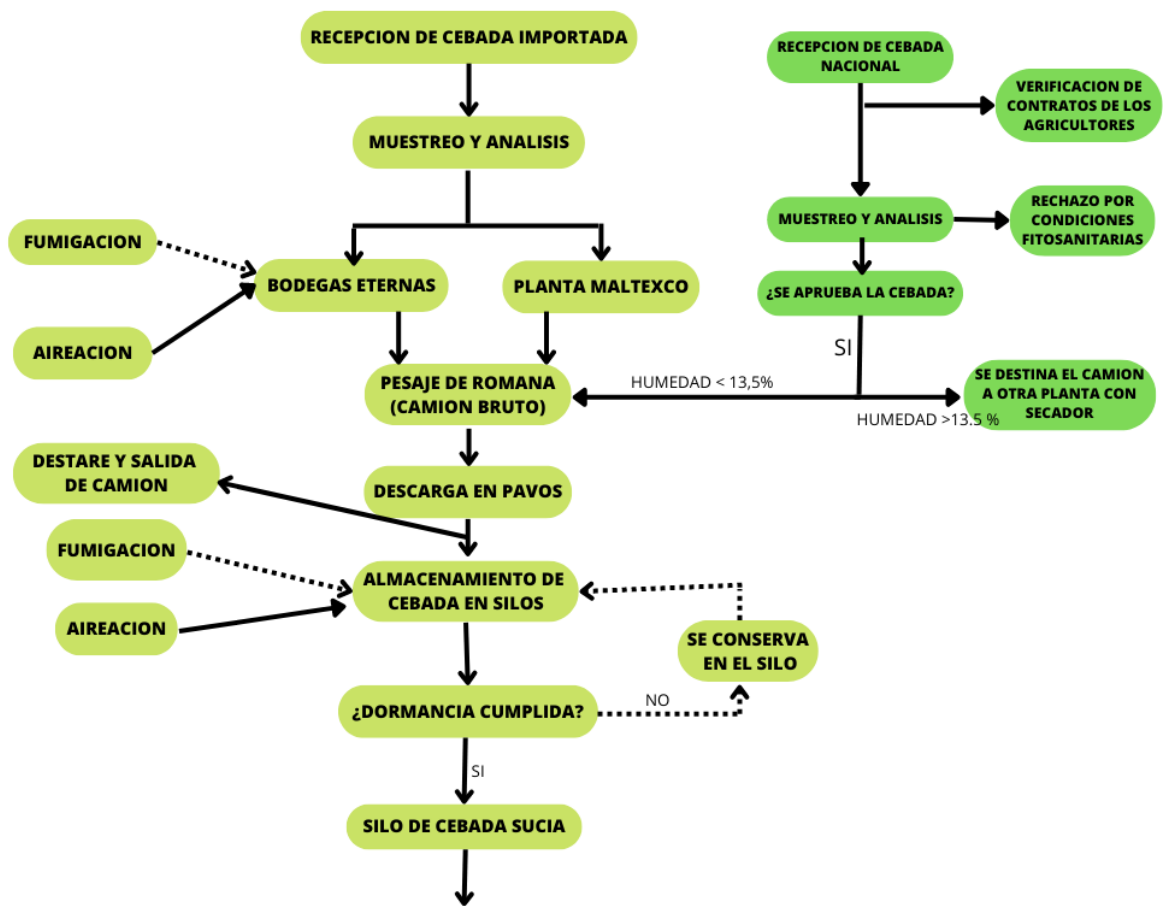 RECEPCION DE CEBADA IMPORTADA
RECEPCION DE CEBADA
NACIONAL
VERIFICACION DE
CONTRATOS DE LOS
AGRICULTORES
MUESTREO Y ANALISIS
MUESTREO Y ANALISIS
RECHAZO POR
CONDICIONES
FITOSANITARIAS
FUMIGACION
BODEGAS ETERNAS
PLANTA MALTEXCO
¿SE APRUEBA LA CEBADA?
AIREACION
SI
PESAJE DE ROMANA
(CAMION BRUTO)
HUMEDAD < 13,5%
SE DESTINA EL CAMION
A OTRA PLANTA CON
SECADOR
HUMEDAD >13.5 %
DESTARE Y SALIDA
DE CAMION
DESCARGA EN PAVOS
FUMIGACION
ALMACENAMIENTO DE
CEBADA EN SILOS
AIREACION
SE CONSERVA
EN EL SILO
¿DORMANCIA CUMPLIDA?
NO
SI
SILO DE CEBADA SUCIA